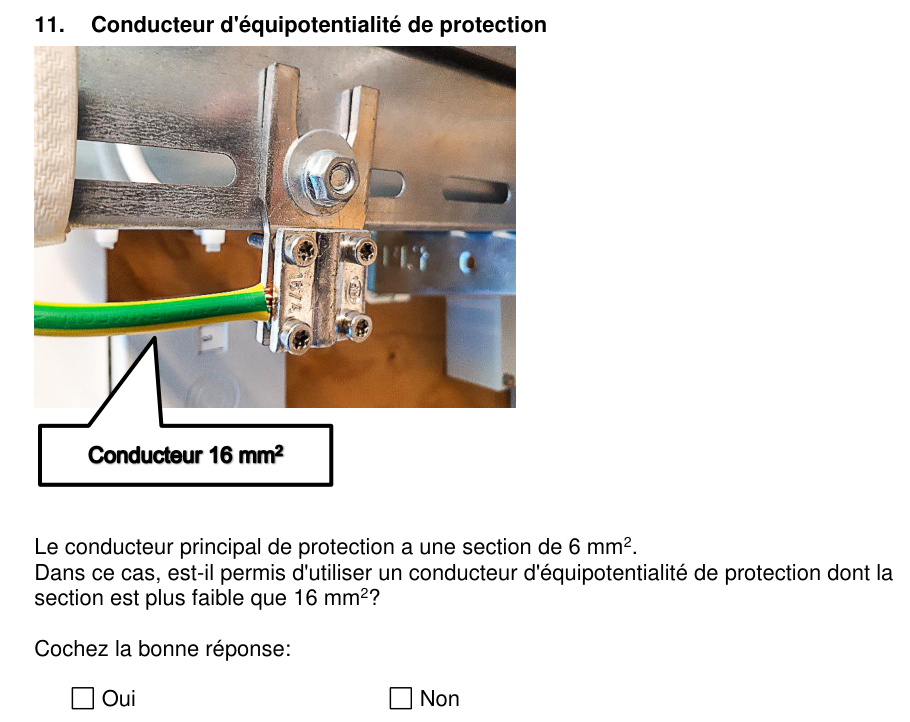 11. Conducteur d'équipotentialité de protection
Conducteur 16 mm²
Le conducteur principal de protection a une section de 6 mm².
Dans ce cas, est-il permis d'utiliser un conducteur d'équipotentialité de protection dont la
section est plus faible que 16 mm²?
Cochez la bonne réponse:
Oui Non